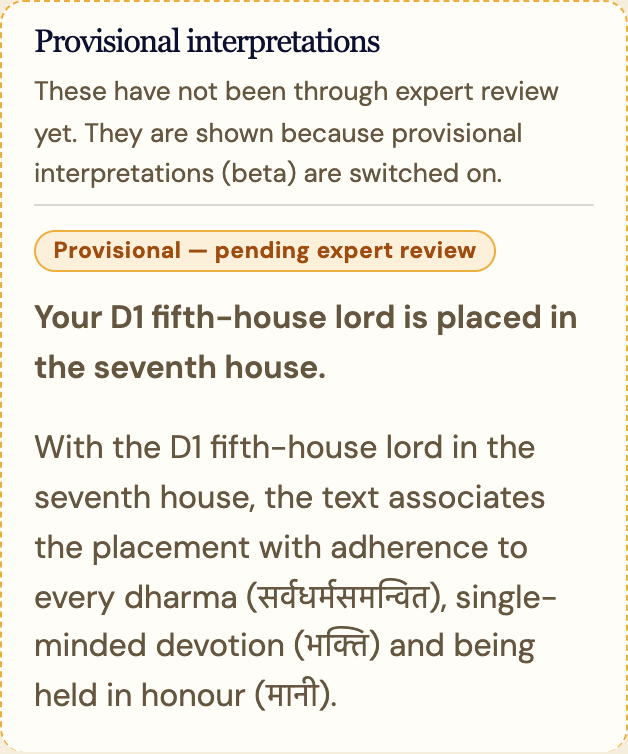 Provisional interpretations
These have not been through expert review
yet. They are shown because provisional
interpretations (beta) are switched on.
Provisional — pending expert review
Your D1 fifth-house lord is placed in
the seventh house.
With the D1 fifth-house lord in the
seventh house, the text associates
the placement with adherence to
every dharma (सर्वधर्मसमन्वित), single-
minded devotion (भक्ति) and being
held in honour (मानी).